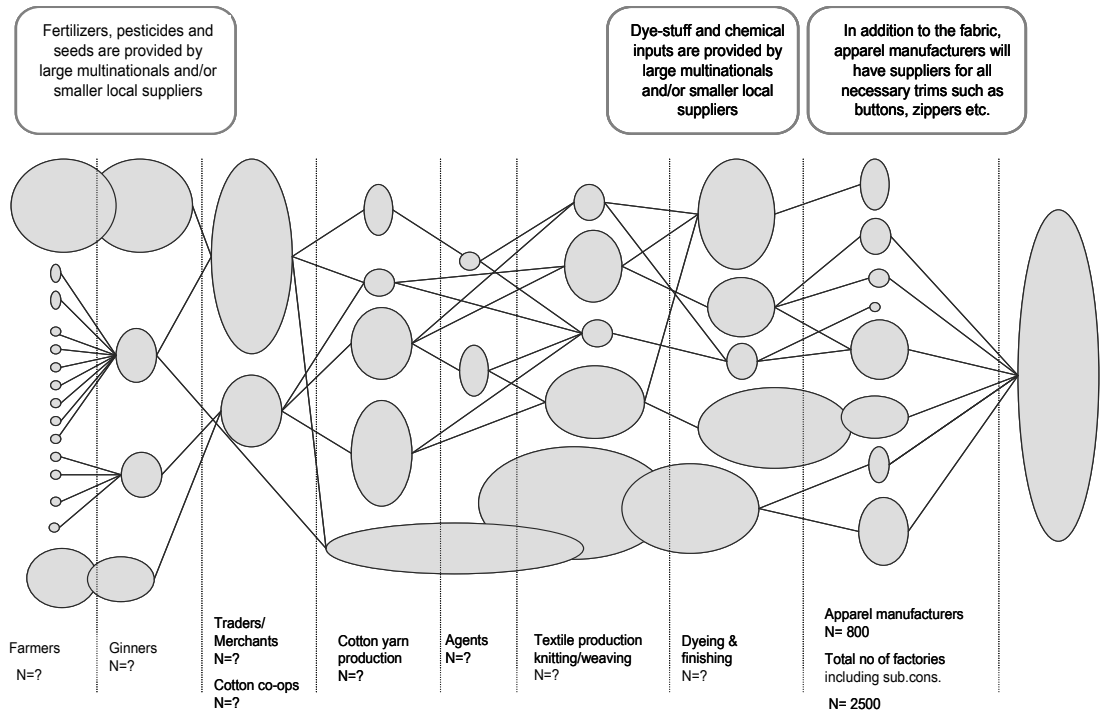 Fertilizers, pesticides and
seeds are provided by
large multinationals and/or
smaller local suppliers
Dye-stuff and chemical
inputs are provided by
large multinationals
and/or smaller local
suppliers
In addition to the fabric,
apparel manufacturers will
have suppliers for all
necessary trims such as
buttons, zippers etc.
Farmers
N=?
Ginners
N=?
Traders/
Merchants
N=?
Cotton co-ops
N=?
Cotton yarn
production
N=?
Agents
N=?
Textile production
knitting/weaving
N=?
Dyeing &
finishing
N=?
Apparel manufacturers
N= 800
Total no of factories
including sub.cons.
N= 2500